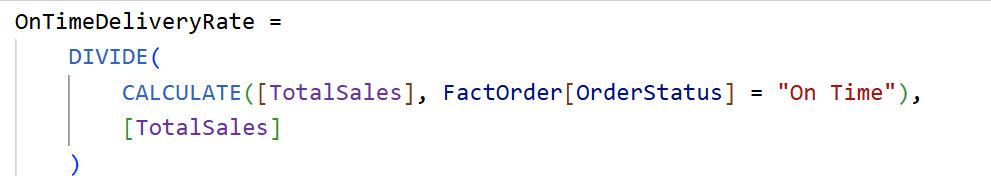 OnTimeDeliveryRate =
DIVIDE(
CALCULATE([TotalSales], FactOrder[OrderStatus] = "On Time"),
[TotalSales]
)